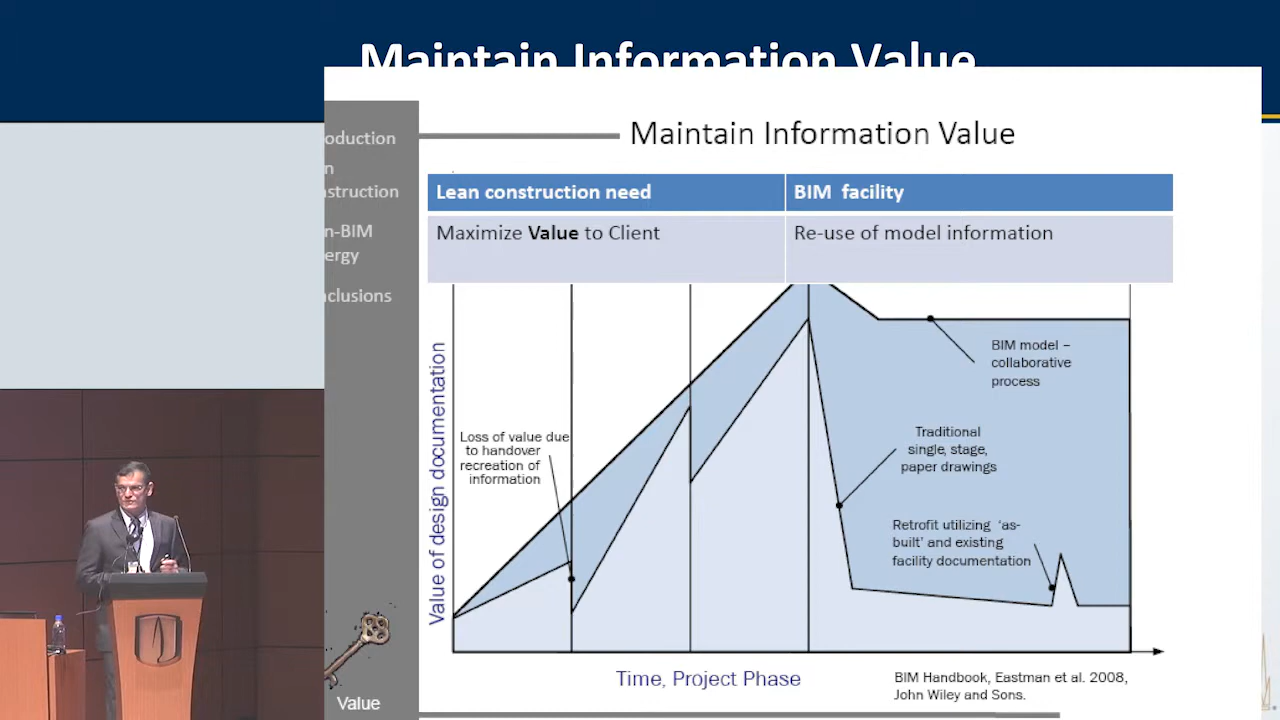 Maintain Information Value
Maintain Information Value
oduction
n
struction
n-BIM
ergy
clusions
Lean construction need
BIM facility
Maximize Value to Client
Re-use of model information
Value of design documentation
Loss of value due
to handover
recreation of
information
BIM model –
collaborative
process
Traditional
single, stage,
paper drawings
Retrofit utilizing ‘as-
built’ and existing
facility documentation
Time, Project Phase
BIM Handbook, Eastman et al. 2008,
John Wiley and Sons.
Value